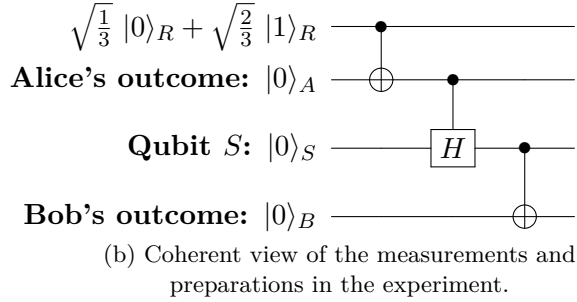 √1/3 |0⟩_R + √2/3 |1⟩_R
Alice's outcome: |0⟩_A
H
Qubit S: |0⟩_S
Bob's outcome: |0⟩_B
(b) Coherent view of the measurements and
preparations in the experiment.